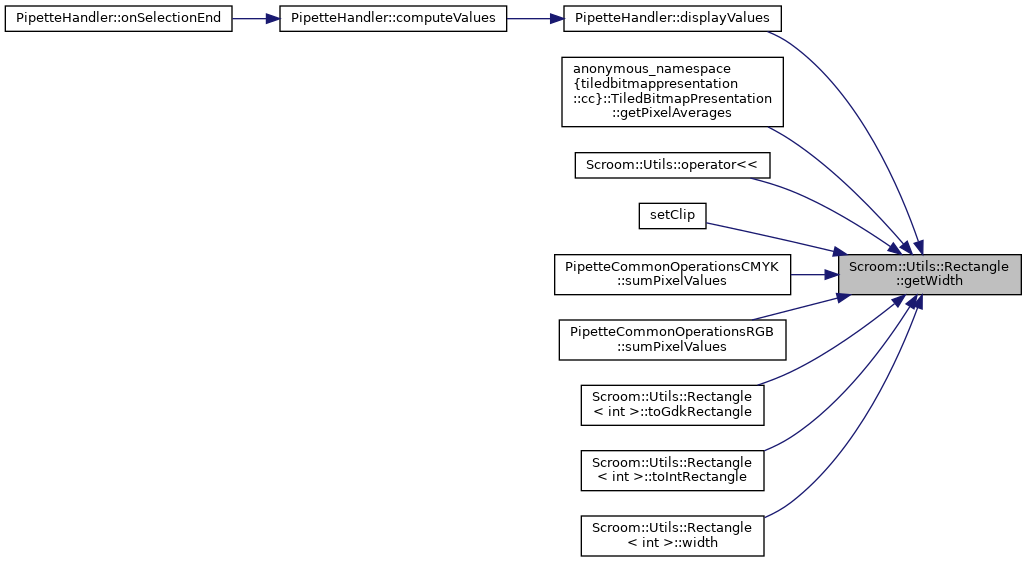 PipetteHandler::onSelectionEnd
PipetteHandler::computeValues
PipetteHandler::displayValues
anonymous_namespace
{tiledbitmappresentation
::cc}::TiledBitmapPresentation
::getPixelAverages
Scroom::Utils::operator<<
setClip
PipetteCommonOperationsCMYK
::sumPixelValues
PipetteCommonOperationsRGB
::sumPixelValues
Scroom::Utils::Rectangle
< int >::toGdkRectangle
Scroom::Utils::Rectangle
< int >::toIntRectangle
Scroom::Utils::Rectangle
< int >::width
Scroom::Utils::Rectangle
::getWidth